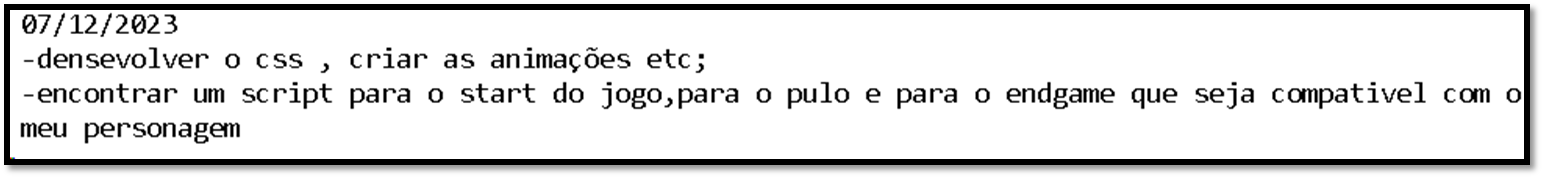 07/12/2023
-densevolver o css , criar as animações etc;
-encontrar um script para o start do jogo,para o pulo e para o endgame que seja compativel com o
meu personagem